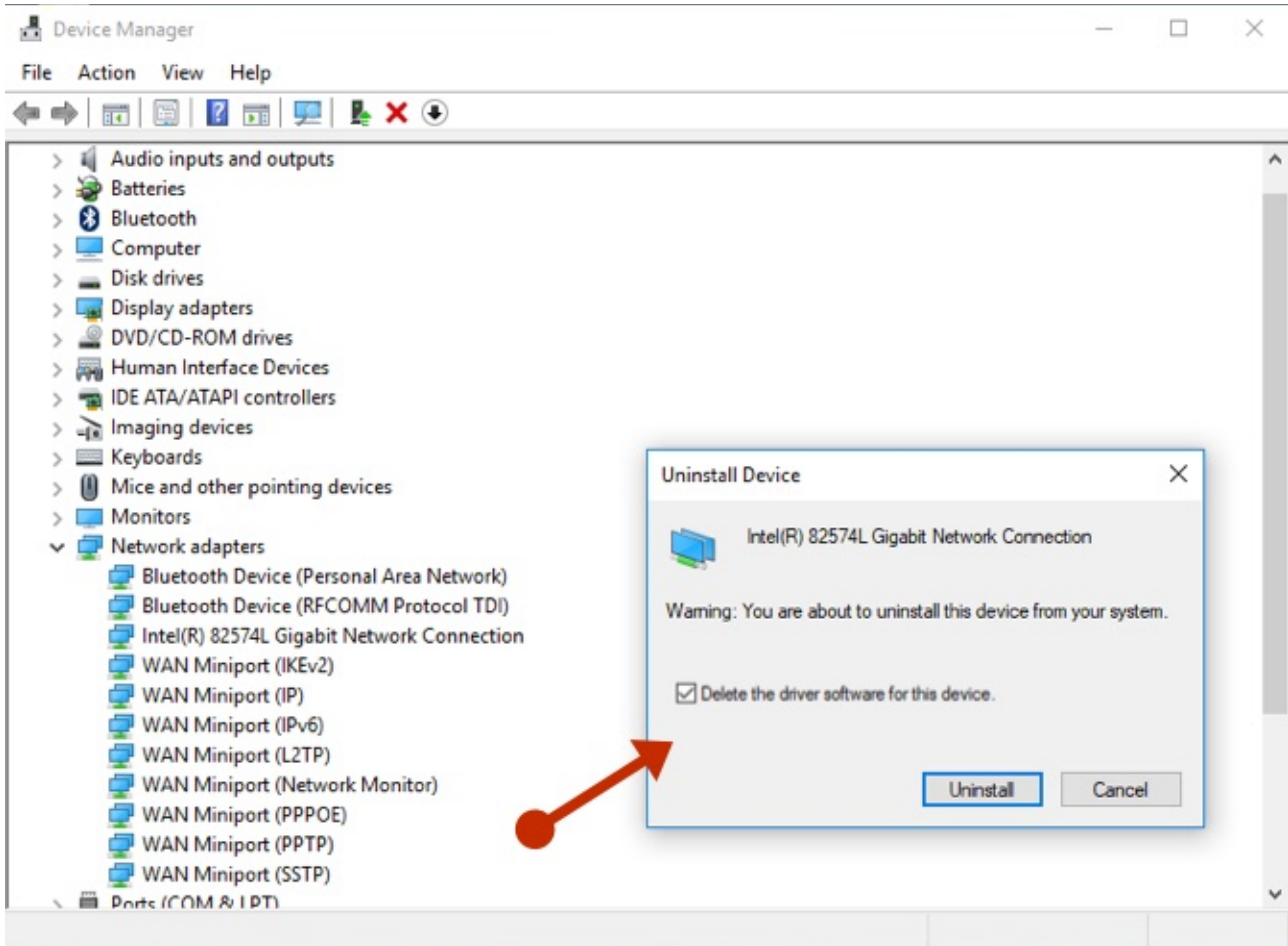 Device Manager
File Action View Help
Audio inputs and outputs
Batteries
Bluetooth
Computer
Disk drives
Display adapters
DVD/CD-ROM drives
Human Interface Devices
IDE ATA/ATAPI controllers
Imaging devices
Keyboards
Mice and other pointing devices
Monitors
Network adapters
Bluetooth Device (Personal Area Network)
Bluetooth Device (RFCOMM Protocol TDI)
Intel(R) 82574L Gigabit Network Connection
WAN Miniport (IKEv2)
WAN Miniport (IP)
WAN Miniport (IPv6)
WAN Miniport (L2TP)
WAN Miniport (Network Monitor)
WAN Miniport (PPPOE)
WAN Miniport (PPTP)
WAN Miniport (SSTP)
Ports (COM & LPT)
Uninstall Device
Intel(R) 82574L Gigabit Network Connection
Warning: You are about to uninstall this device from your system.
Delete the driver software for this device.
Uninstall Cancel